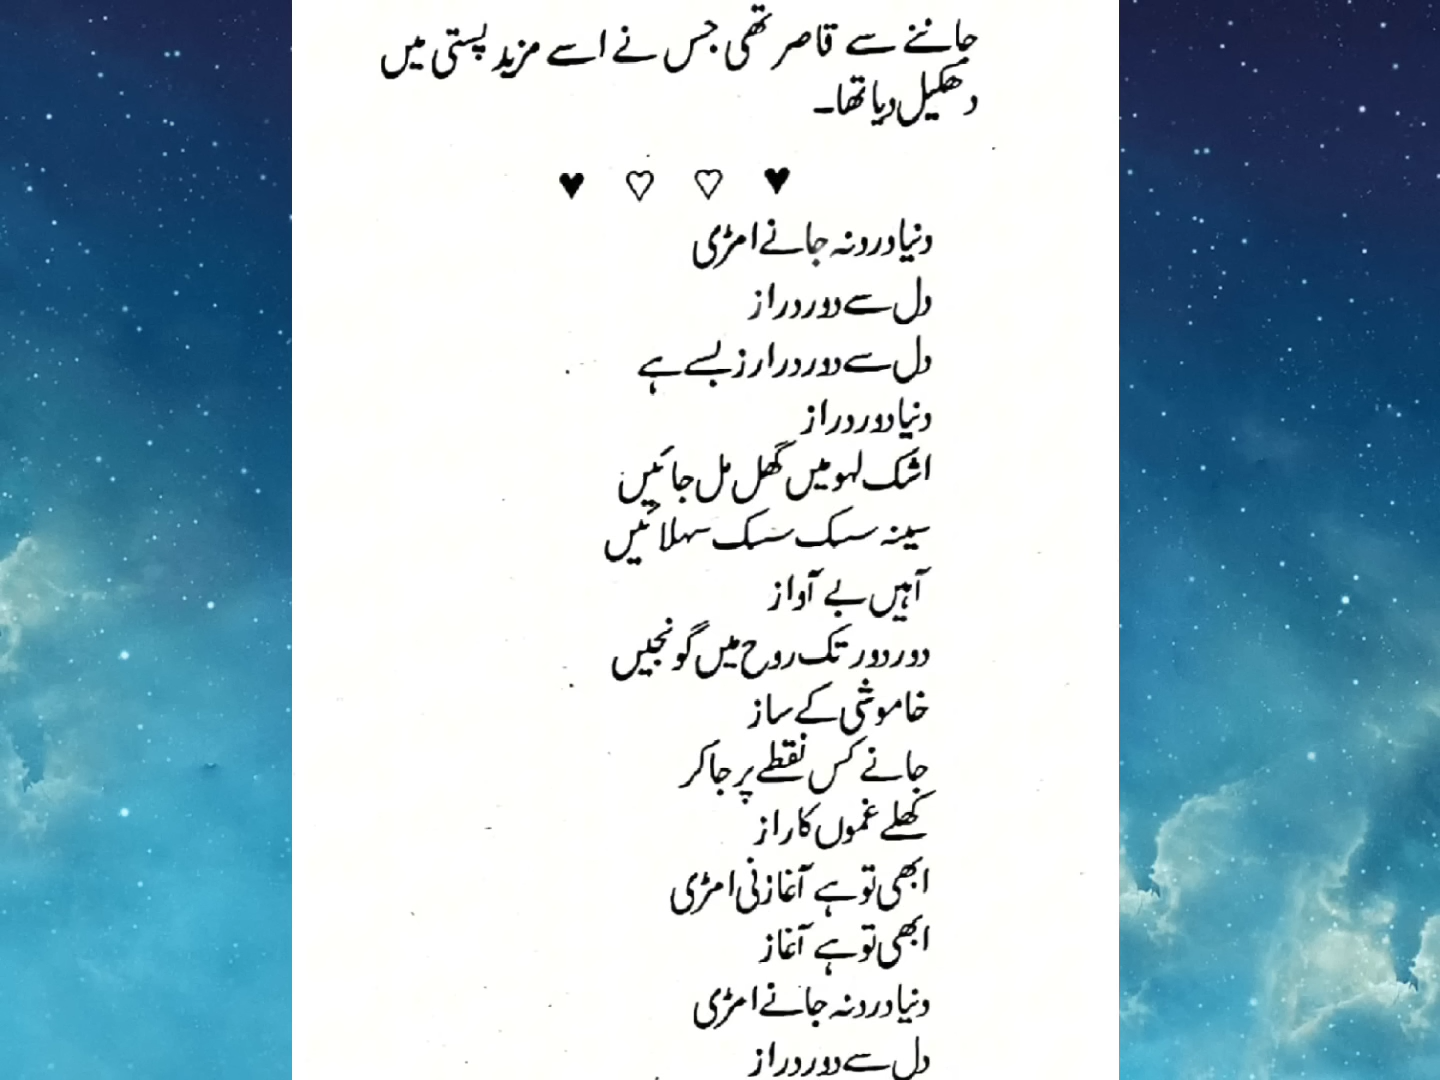 جاننے سے قاصر تھی جس نے اسے مزید پستی میں
دھکیل دیا تھا۔
♥ ♡ ♡ ♥
دنیا درد نہ جانے امڑی
دل سے دور دراز
دل سے دور درارز بسے ہے
دنیا دور دراز
اشک لہو میں گھل مل جائیں
سینہ سسک سسک سہلائیں
آہیں بے آواز
دور دور تک روح میں گونجیں
خاموشی کے ساز
جانے کس نقطے پر جا کر
کھلے غموں کا راز
ابھی تو ہے آغاز نی امڑی
ابھی تو ہے آغاز
دنیا درد نہ جانے امڑی
دل سے دور دراز